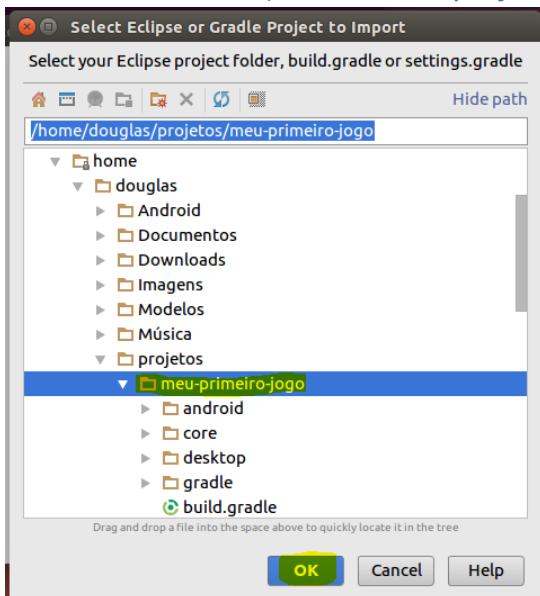 Select Eclipse or Gradle Project to Import
Select your Eclipse project folder, build.gradle or settings.gradle
Hide path
/home/douglas/projetos/meu-primeiro-jogo
home
douglas
Android
Documentos
Downloads
Imagens
Modelos
Música
projetos
meu-primeiro-jogo
android
core
desktop
gradle
build.gradle
Drag and drop a file into the space above to quickly locate it in the tree
OK Cancel Help